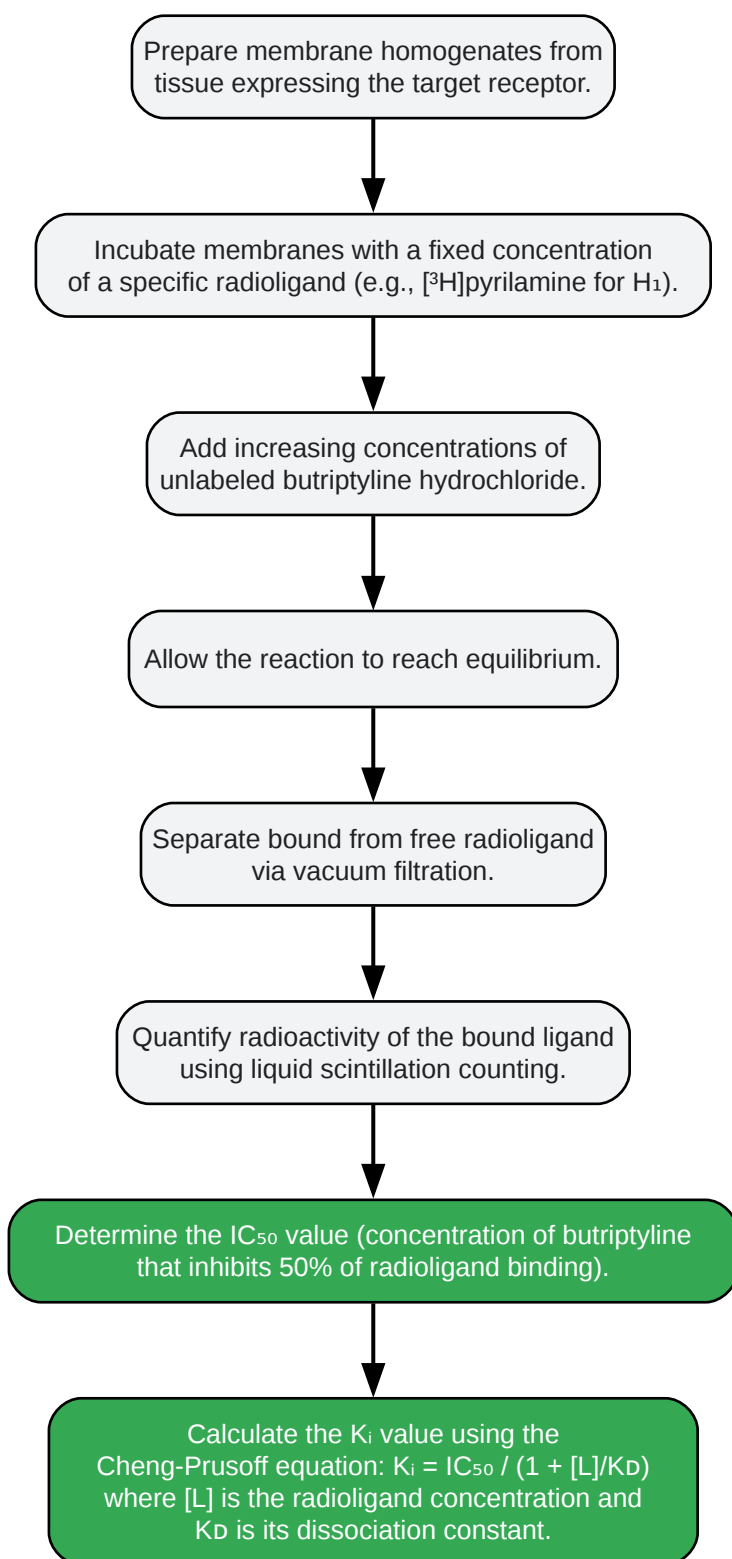 Prepare membrane homogenates from
tissue expressing the target receptor.
Incubate membranes with a fixed concentration
of a specific radioligand (e.g., [³H]pyrilamine for H₁).
Add increasing concentrations of
unlabeled butriptyline hydrochloride.
Allow the reaction to reach equilibrium.
Separate bound from free radioligand
via vacuum filtration.
Quantify radioactivity of the bound ligand
using liquid scintillation counting.
Determine the IC₅₀ value (concentration of butriptyline
that inhibits 50% of radioligand binding).
Calculate the Kᵢ value using the
Cheng-Prusoff equation: Kᵢ = IC₅₀ / (1 + [L]/Kᴅ)
where [L] is the radioligand concentration and
Kᴅ is its dissociation constant.